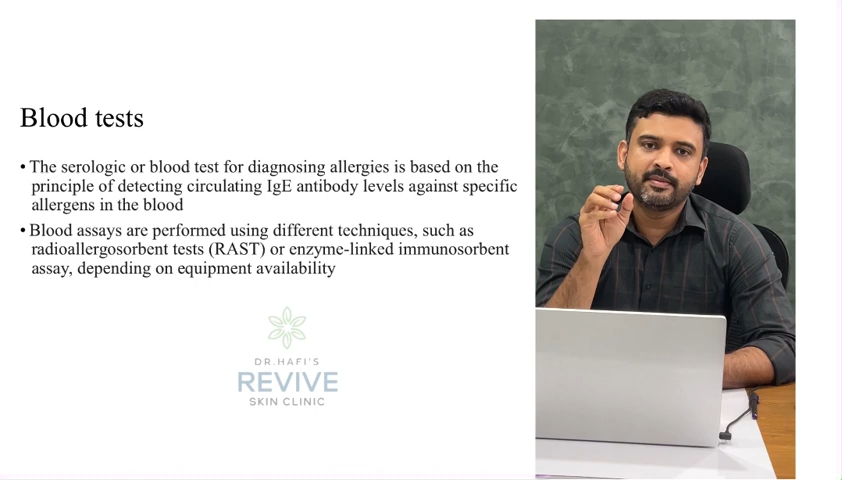 Blood tests
• The serologic or blood test for diagnosing allergies is based on the
principle of detecting circulating IgE antibody levels against specific
allergens in the blood
• Blood assays are performed using different techniques, such as
radioallergosorbent tests (RAST) or enzyme-linked immunosorbent
assay, depending on equipment availability
DR.HAFI'S
REVIVE
SKIN CLINIC